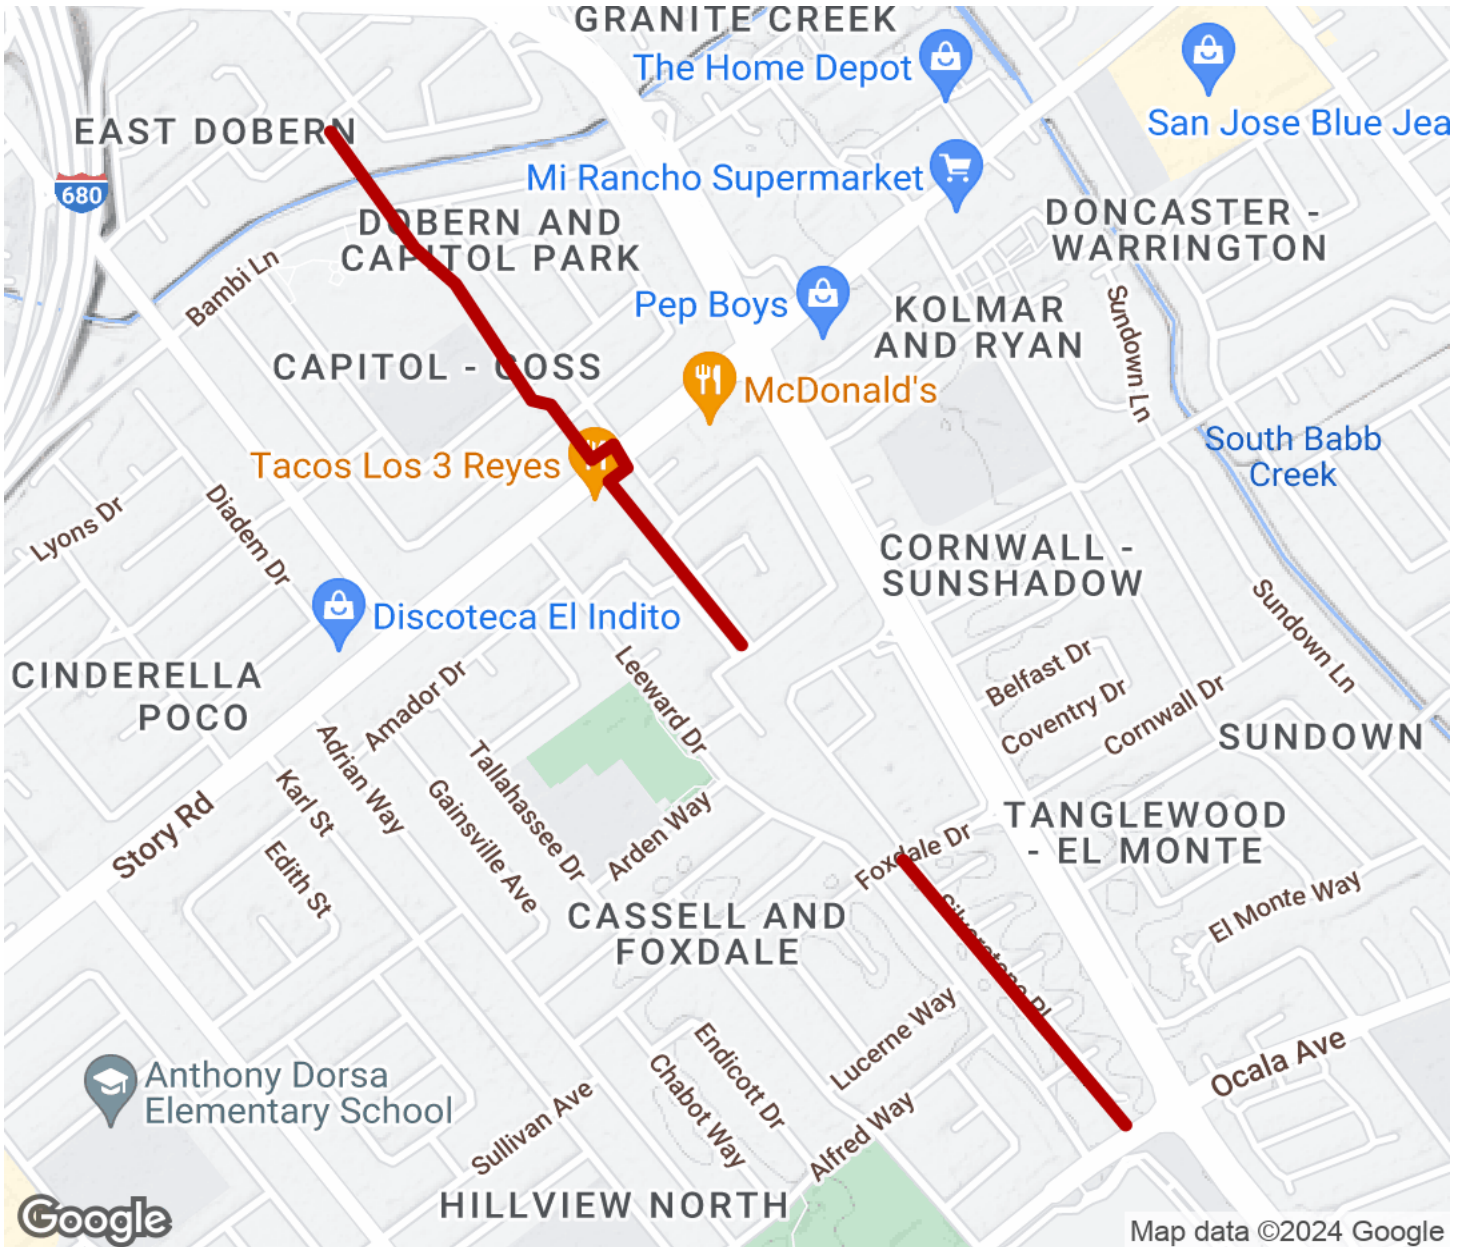 GRANITE CREEK
The Home Depot
San Jose Blue Jea
EAST DOBERN
680
Mi Rancho Supermarket
DOBERN AND
CAPITOL PARK
DONCASTER -
WARRINGTON
Bambi Ln
Pep Boys
KOLMAR
AND RYAN
Sundown Ln
CAPITOL - GOSS
McDonald's
South Babb
Creek
Tacos Los 3 Reyes
Lyons Dr
Diadem Dr
CORNWALL -
SUNSHADOW
Discoteca El Indito
Sundown Ln
CINDERELLA
POCO
Leeward Dr
Belfast Dr
Coventry Dr
Cornwall Dr
SUNDOWN
Amador Dr
Adrian Way
Karl St
Tallahassee Dr
Gainsville Ave
Arden Way
Story Rd
Edith St
TANGLEWOOD
- EL MONTE
Foxdale Dr
El Monte Way
CASSELL AND
FOXDALE
Silverstone Pl
Lucerne Way
Ocala Ave
Endicott Dr
Chabot Way
Anthony Dorsa
Elementary School
Sullivan Ave
Alfred Way
HILLVIEW NORTH
Google
Map data ©2024 Google